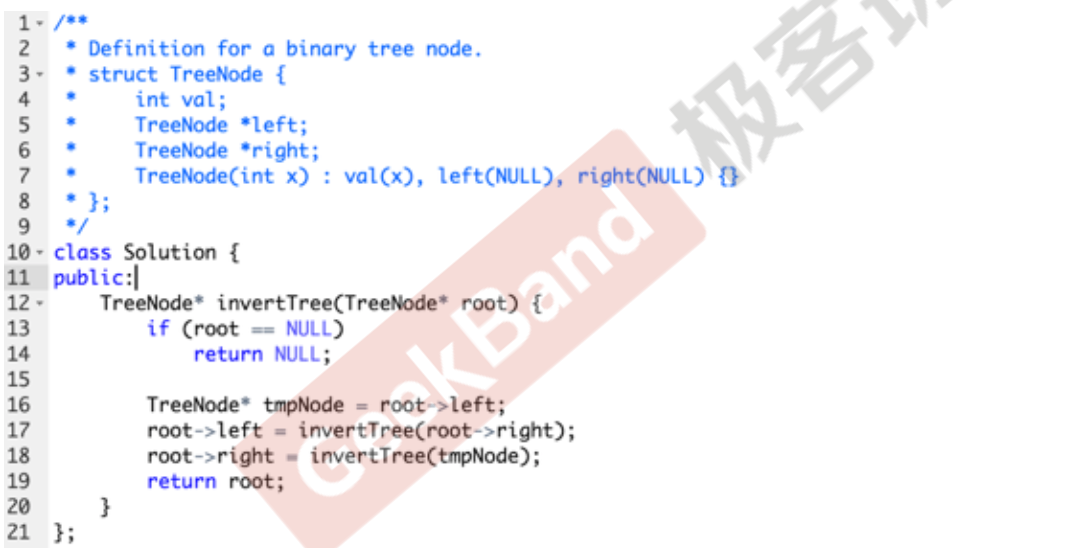 1 /**
2  * Definition for a binary tree node.
3  * struct TreeNode {
4  *     int val;
5  *     TreeNode *left;
6  *     TreeNode *right;
7  *     TreeNode(int x) : val(x), left(NULL), right(NULL) {}
8  * };
9  */
10 class Solution {
11 public:
12     TreeNode* invertTree(TreeNode* root) {
13         if (root == NULL)
14             return NULL;
15
16         TreeNode* tmpNode = root->left;
17         root->left = invertTree(root->right);
18         root->right = invertTree(tmpNode);
19         return root;
20     }
21 };
GeekBand 极客